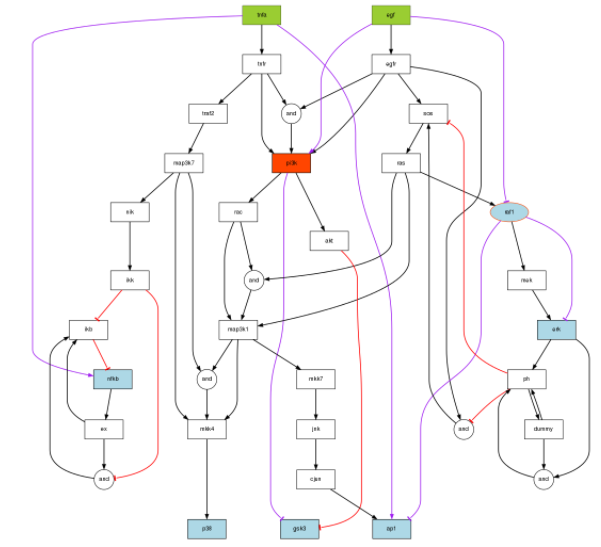 tnfa egf
tnfr egfr
traf2 and sos
map3k7 pi3k ras
nik rac akt raf1
ikk and mek
ikb map3k1 erk
nfkb and mkk7 ph
ex mkk4 jnk and dummy
and cjun and
p38 gsk3 ap1